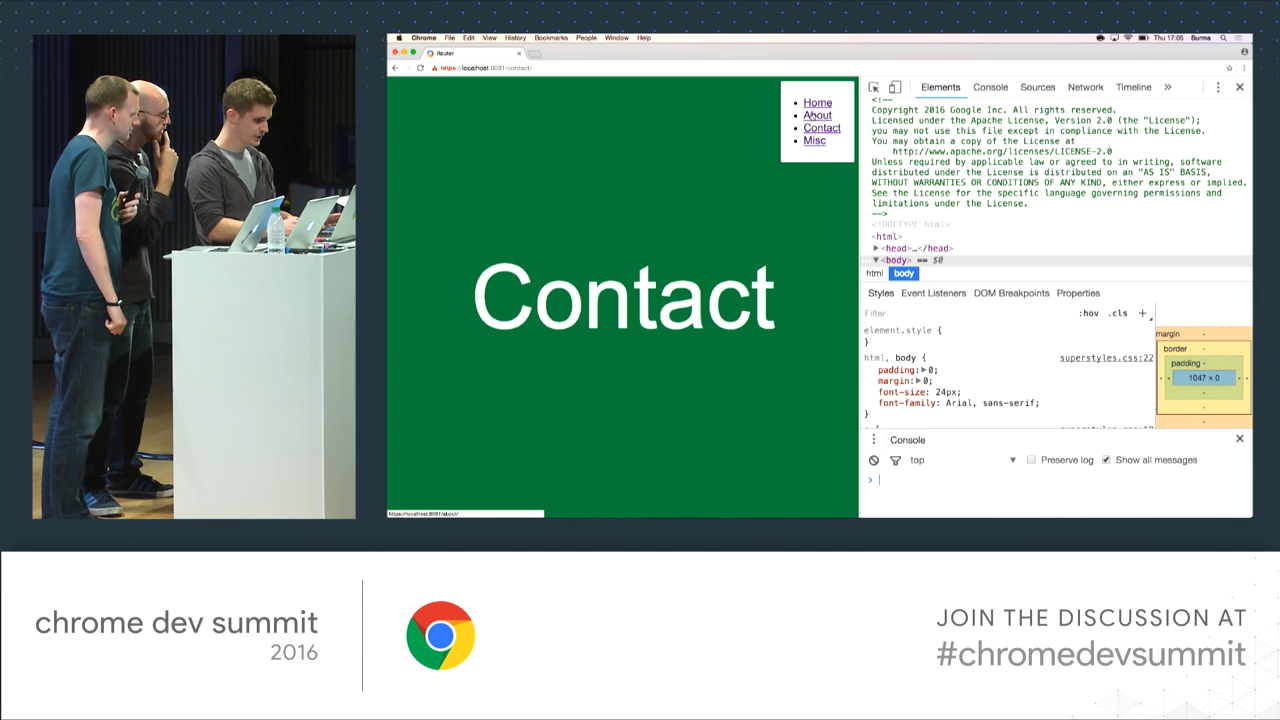 Chrome File Edit View History Bookmarks People Window Help
Thu 17:05 Surma
Router
https://localhost:8081/contact/
Home
About
Contact
Misc
Contact
https://localhost:8081/about/
Elements Console Sources Network Timeline »
<!--
Copyright 2016 Google Inc. All rights reserved.
Licensed under the Apache License, Version 2.0 (the "License");
you may not use this file except in compliance with the License.
You may obtain a copy of the License at
http://www.apache.org/licenses/LICENSE-2.0
Unless required by applicable law or agreed to in writing, software
distributed under the License is distributed on an "AS IS" BASIS,
WITHOUT WARRANTIES OR CONDITIONS OF ANY KIND, either express or implied.
See the License for the specific language governing permissions and
limitations under the License.
-->
<!DOCTYPE html>
<html>
▶<head>…</head>
▼<body> == $0
html body
Styles Event Listeners DOM Breakpoints Properties
Filter :hov .cls +
element.style {
}
html, body { superstyles.css:22
padding:▶0;
margin:▶0;
font-size: 24px;
font-family: Arial, sans-serif;
}
margin -
border -
padding -
1047 × 0
Console
top ▼ Preserve log Show all messages
>
chrome dev summit
2016
JOIN THE DISCUSSION AT
#chromedevsummit